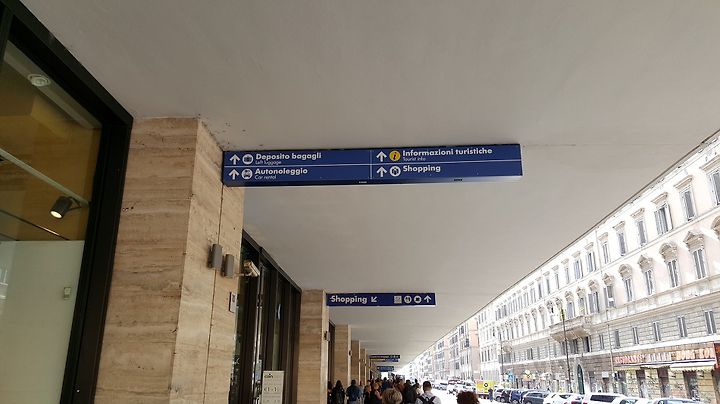 Deposito bagagli
Left luggage
Autonoleggio
Car rental
Informazioni turistiche
Tourist info
Shopping
Shopping